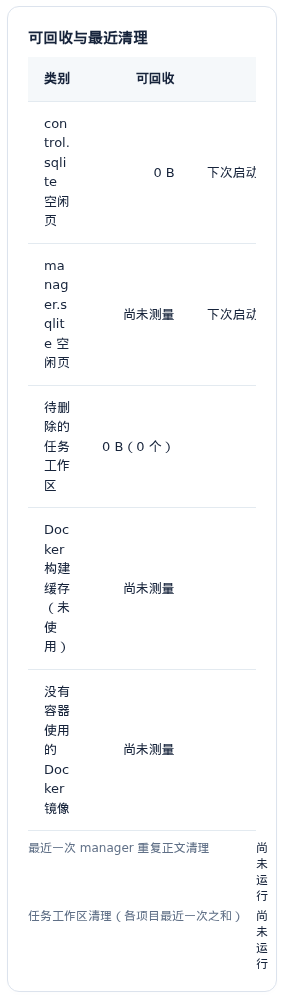 可回收与最近清理
类别 可回收
con
trol.
sqli
te
空闲
页
0 B
下次启动
ma
nag
er.s
qlit
e 空
闲页
尚未测量
下次启动
待删
除的
任务
工作
区
0 B（0 个）
Doc
ker
构建
缓存
（未
使
用）
尚未测量
没有
容器
使用
的
Doc
ker
镜像
尚未测量
最近一次 manager 重复正文清理
尚
未
运
行
任务工作区清理（各项目最近一次之和）
尚
未
运
行